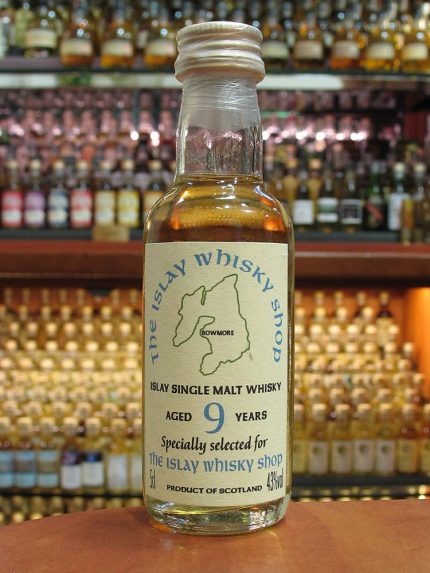 THE ISLAY WHISKY SHOP
BOWMORE
ISLAY SINGLE MALT WHISKY
AGED 9 YEARS
Specially selected for
THE ISLAY WHISKY SHOP
5cl 43%vol
PRODUCT OF SCOTLAND